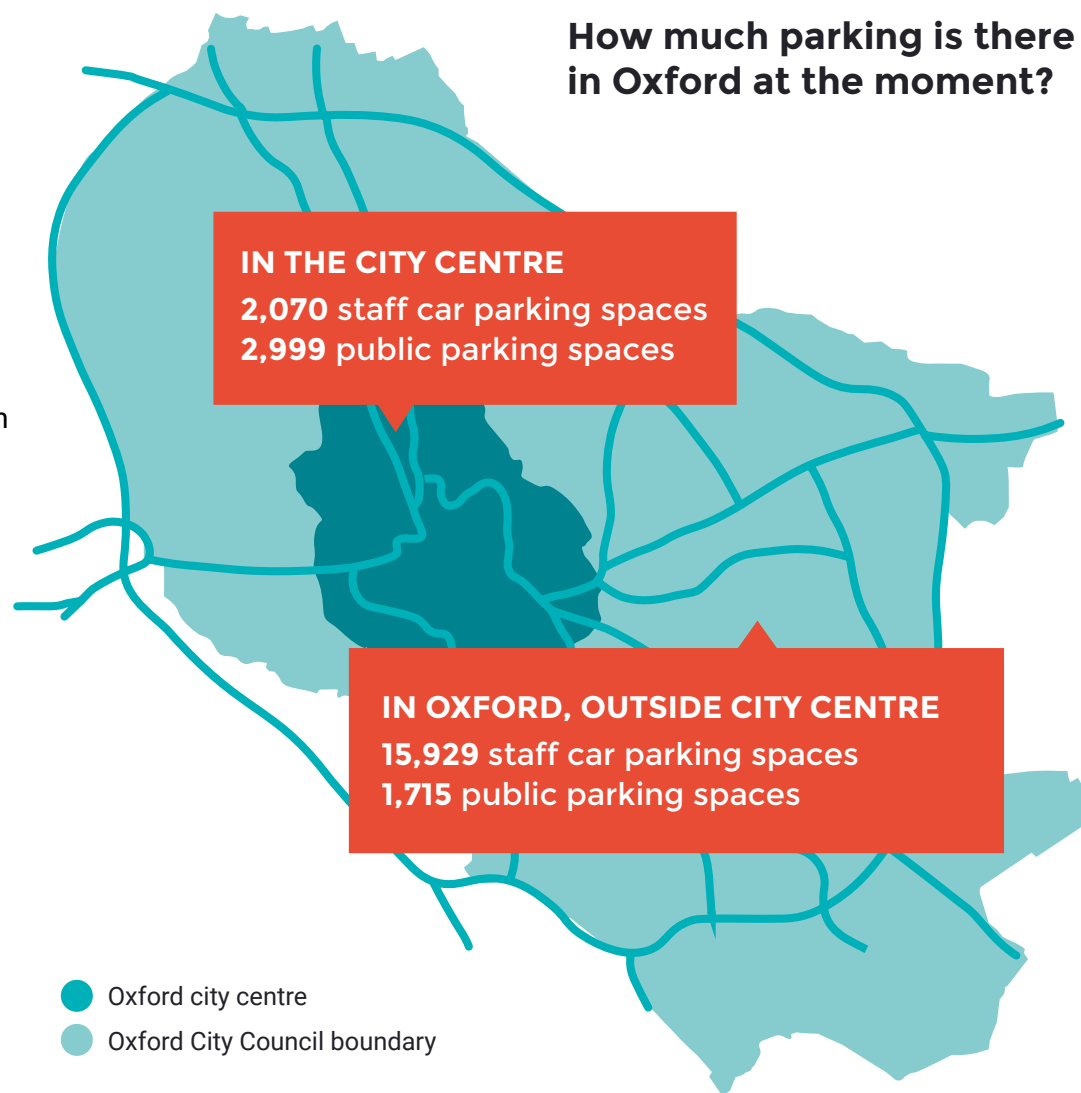 How much parking is there
in Oxford at the moment?
IN THE CITY CENTRE
2,070 staff car parking spaces
2,999 public parking spaces
IN OXFORD, OUTSIDE CITY CENTRE
15,929 staff car parking spaces
1,715 public parking spaces
Oxford city centre
Oxford City Council boundary